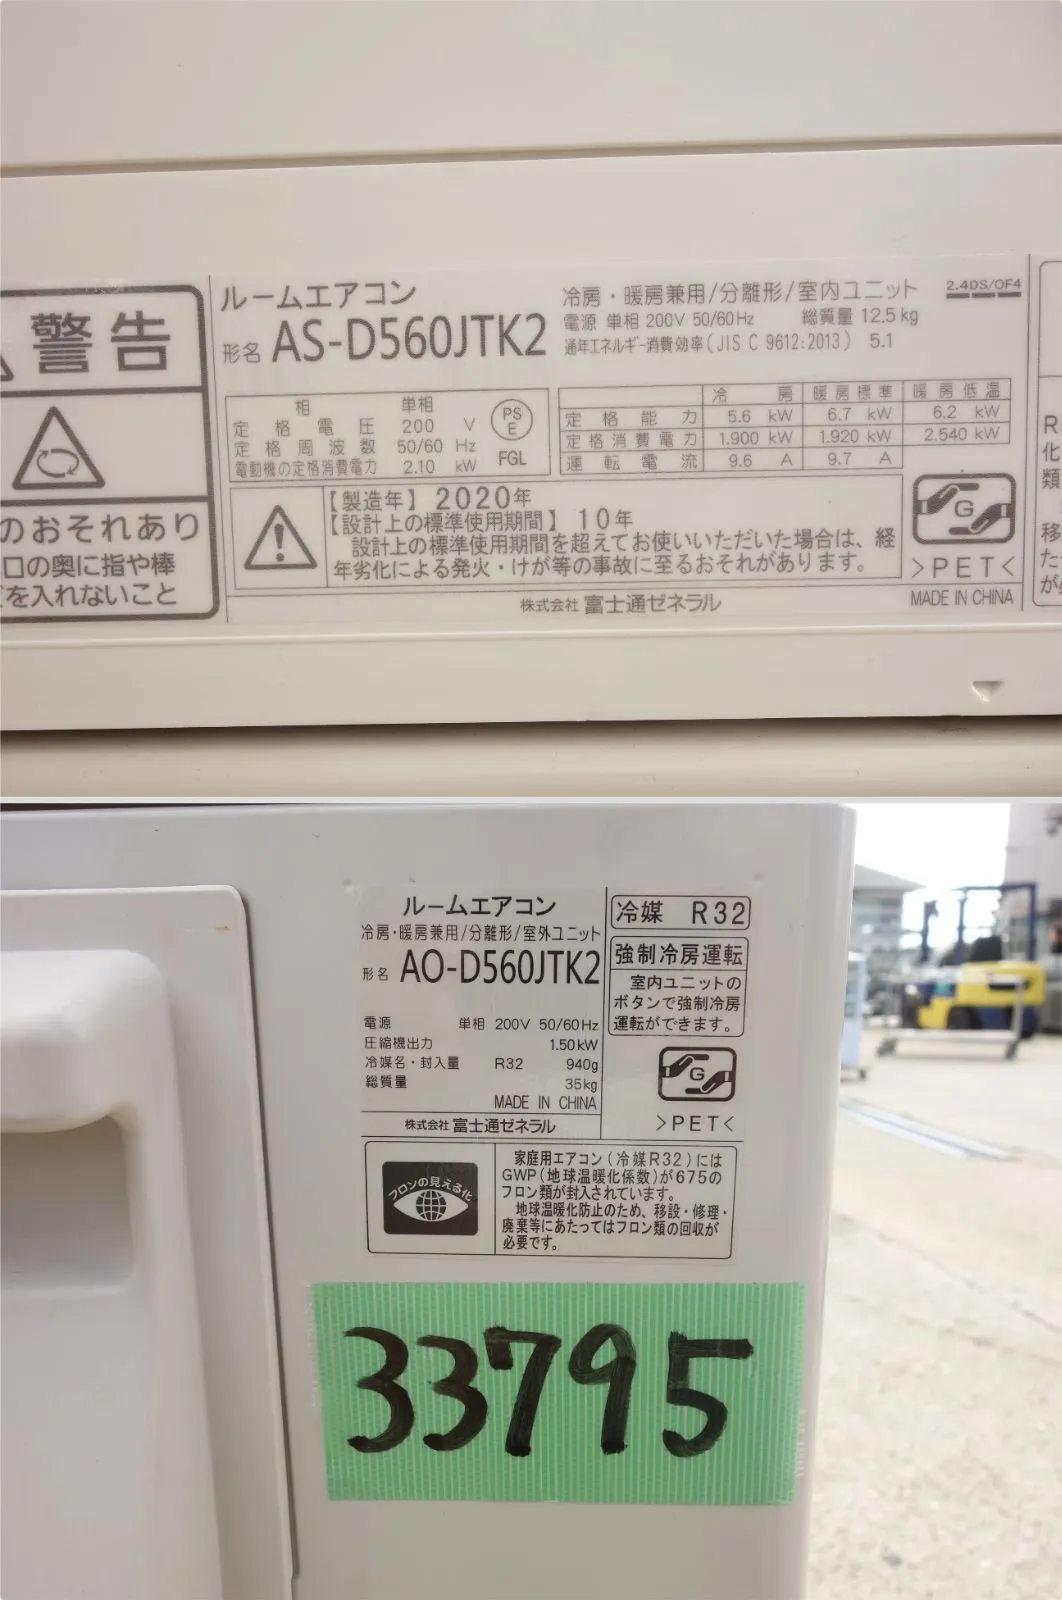 警告
のおそれあり
口の奥に指や棒
を入れないこと
ルームエアコン
形名 AS-D560JTK2
冷房・暖房兼用/分離形/室内ユニット
2.4DS/OF4
電源 単相 200V 50/60Hz 総質量 12.5kg
通年エネルギー消費効率(JIS C 9612:2013) 5.1
相 単相
定格電圧 200 V
定格周波数 50/60 Hz
電動機の定格消費電力 2.10 kW
PS
E
FGL
冷房 暖房標準 暖房低温
定格能力 5.6 kW 6.7 kW 6.2 kW
定格消費電力 1.900 kW 1.920 kW 2.540 kW
運転電流 9.6 A 9.7 A
【製造年】2020年
【設計上の標準使用期間】10年
設計上の標準使用期間を超えてお使いいただいた場合は、経
年劣化による発火・けが等の事故に至るおそれがあります。
G
>PET<
株式会社 富士通ゼネラル
MADE IN CHINA
R
化
類
移
た
が
ルームエアコン
冷房・暖房兼用/分離形/室外ユニット
形名 AO-D560JTK2
電源 単相 200V 50/60Hz
圧縮機出力 1.50kW
冷媒名・封入量 R32 940g
総質量 35kg
MADE IN CHINA
株式会社 富士通ゼネラル
冷媒 R32
強制冷房運転
室内ユニットの
ボタンで強制冷房
運転ができます。
G
>PET<
フロンの見える化
家庭用エアコン(冷媒R32)には
GWP(地球温暖化係数)が675の
フロン類が封入されています。
地球温暖化防止のため、移設・修理・
廃棄等にあたってはフロン類の回収が
必要です。
33795